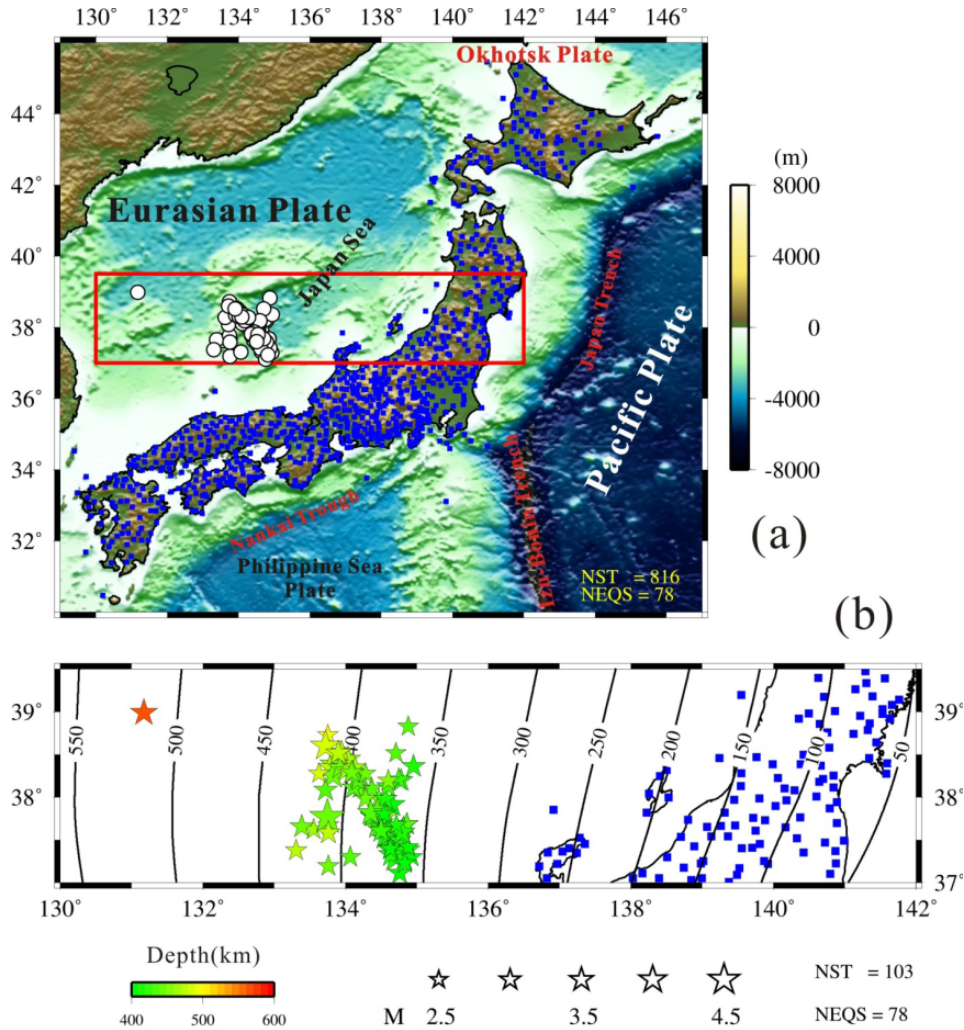 130° 132° 134° 136° 138° 140° 142° 144° 146°
(a)
Okhotsk Plate
44°
42°
40°
38°
36°
34°
32°
Eurasian Plate
Japan Sea
Japan Trench
Pacific Plate
Izu-Bonin Trench
Nankai Trough
Philippine Sea
Plate
NST = 816
NEQS = 78
(m)
8000
4000
0
-4000
-8000
(a)
(b)
39°
38°
37°
550 500 450 400 350 300 250 200 150 100 50
39°
38°
37°
130 132 134 136 138 140 142
Depth(km)
400 500 600
M 2.5 3.5 4.5
NST = 103
NEQS = 78